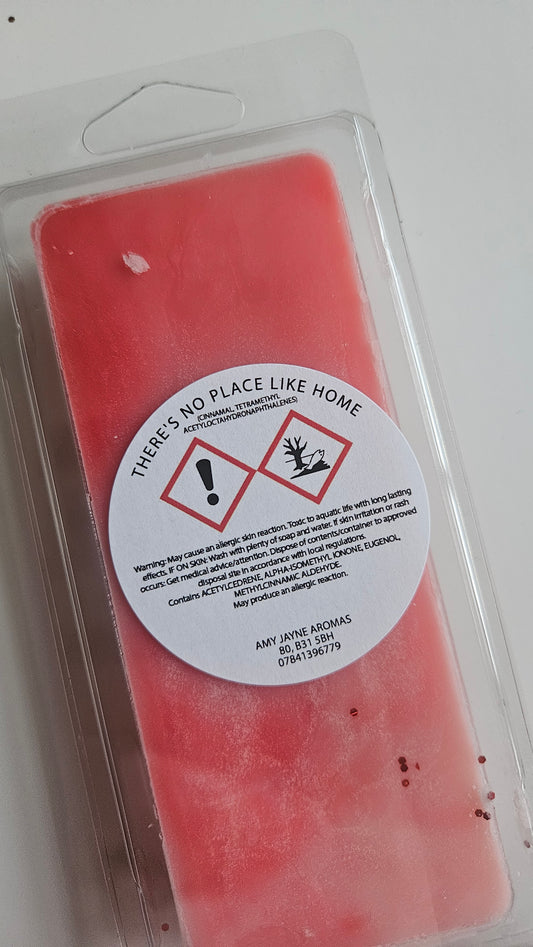 THERE'S NO PLACE LIKE HOME
(CINNAMAL, TETRAMETHYL
ACETYLOCTAHYDRONAPHTHALENES)
Warning: May cause an allergic skin reaction. Toxic to aquatic life with long lasting
effects. IF ON SKIN: Wash with plenty of soap and water. If skin irritation or rash
occurs: Get medical advice/attention. Dispose of contents/container to approved
disposal site in accordance with local regulations.
Contains ACETYLCEDRENE, ALPHA-ISOMETHYL IONONE, EUGENOL,
METHYLCINNAMIC ALDEHYDE.
May produce an allergic reaction.
AMY JAYNE AROMAS
80, B31 5BH
07841396779